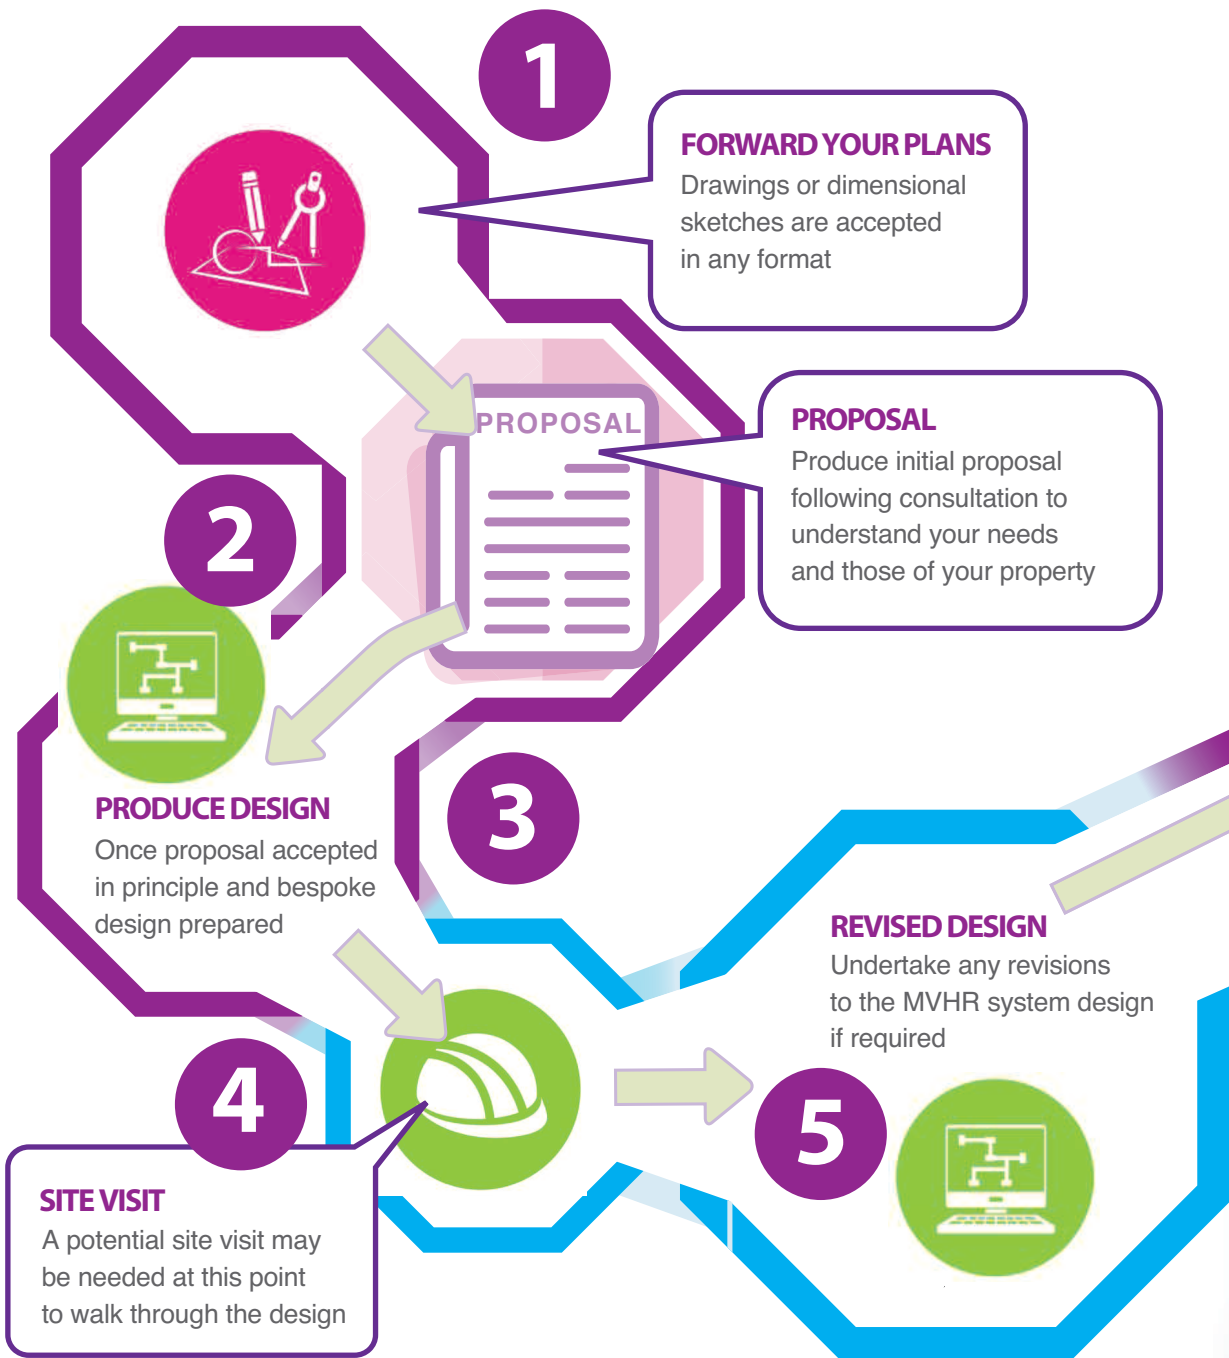 1
FORWARD YOUR PLANS
Drawings or dimensional
sketches are accepted
in any format
2
PROPOSAL
PROPOSAL
Produce initial proposal
following consultation to
understand your needs
and those of your property
3
PRODUCE DESIGN
Once proposal accepted
in principle and bespoke
design prepared
4
SITE VISIT
A potential site visit may
be needed at this point
to walk through the design
5
REVISED DESIGN
Undertake any revisions
to the MVHR system design
if required